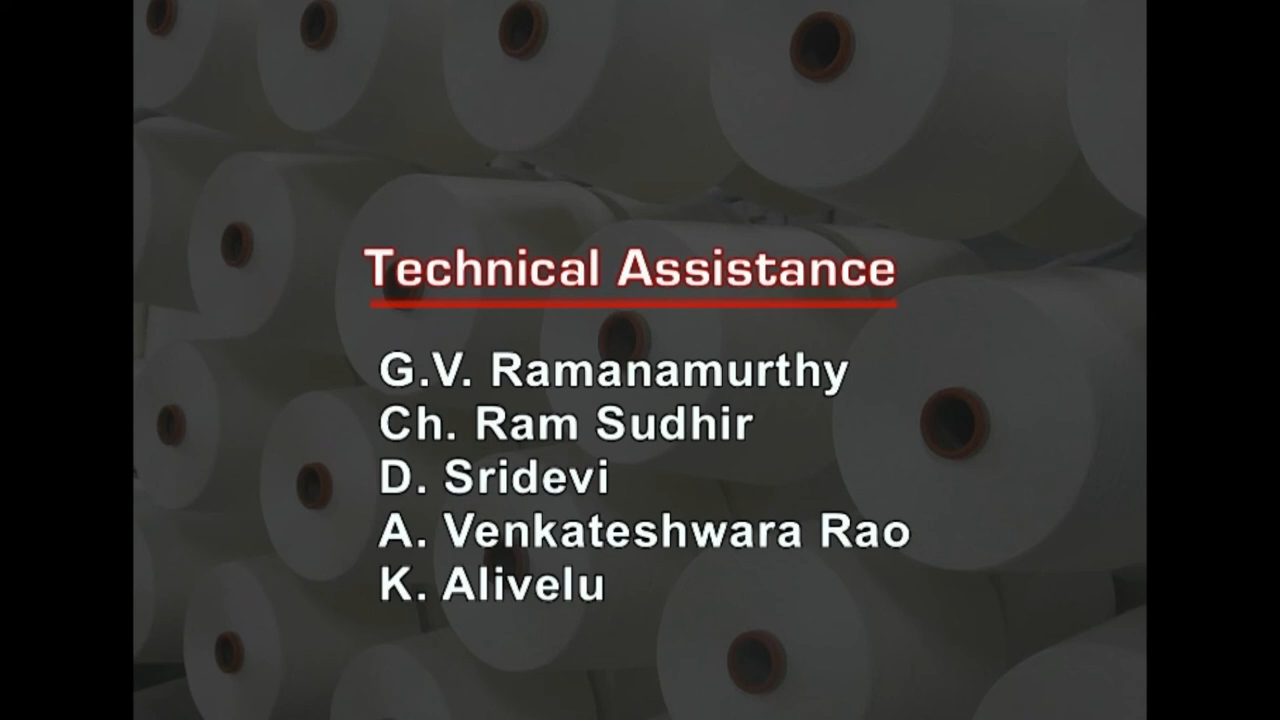 Technical Assistance
G.V. Ramanamurthy
Ch. Ram Sudhir
D. Sridevi
A. Venkateshwara Rao
K. Alivelu